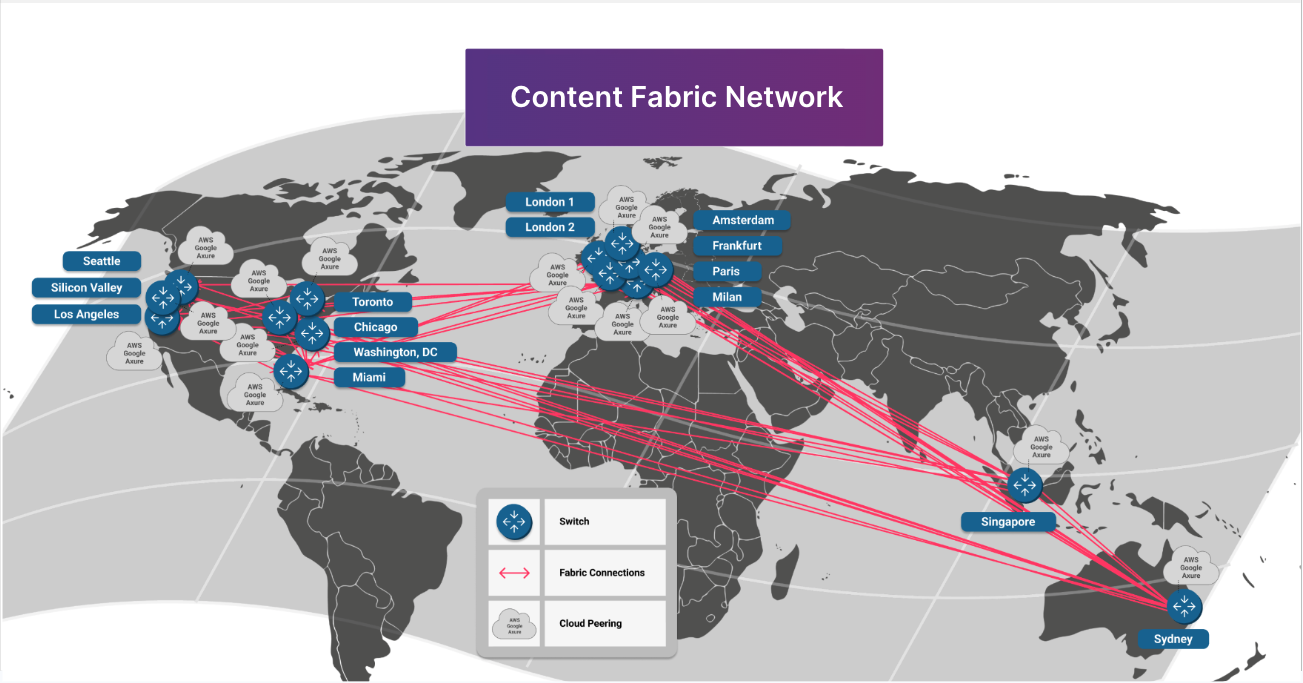 Content Fabric Network
AWS
Google
Axure
AWS
Google
Axure
London 1
London 2
Amsterdam
Frankfurt
Paris
Milan
AWS
Google
Axure
AWS
Google
Axure
Seattle
Silicon Valley
Los Angeles
AWS
Google
Axure
AWS
Google
Axure
AWS
Google
Axure
AWS
Google
Axure
AWS
Google
Axure
AWS
Google
Axure
Toronto
Chicago
Washington, DC
Miami
AWS
Google
Axure
AWS
Google
Axure
AWS
Google
Axure
AWS
Google
Axure
AWS
Google
Axure
Singapore
Switch
Fabric Connections
AWS
Google
Axure
Cloud Peering
AWS
Google
Axure
Sydney